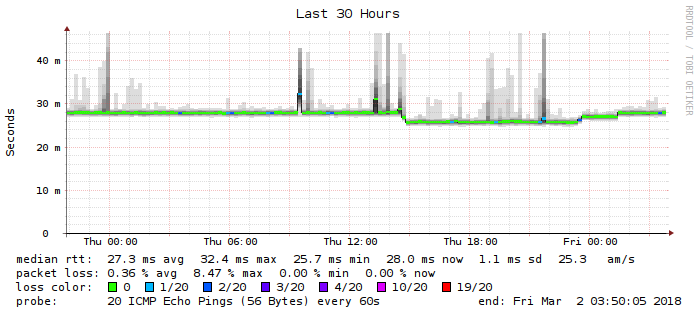 Last 30 Hours
RRDTOOL / TOBI OETIKER
Seconds
40 m
30 m
20 m
10 m
0
Thu 00:00 Thu 06:00 Thu 12:00 Thu 18:00 Fri 00:00
median rtt: 27.3 ms avg 32.4 ms max 25.7 ms min 28.0 ms now 1.1 ms sd 25.3 am/s
packet loss: 0.36 % avg 8.47 % max 0.00 % min 0.00 % now
loss color: 0 1/20 2/20 3/20 4/20 10/20 19/20
probe: 20 ICMP Echo Pings (56 Bytes) every 60s end: Fri Mar 2 03:50:05 2018